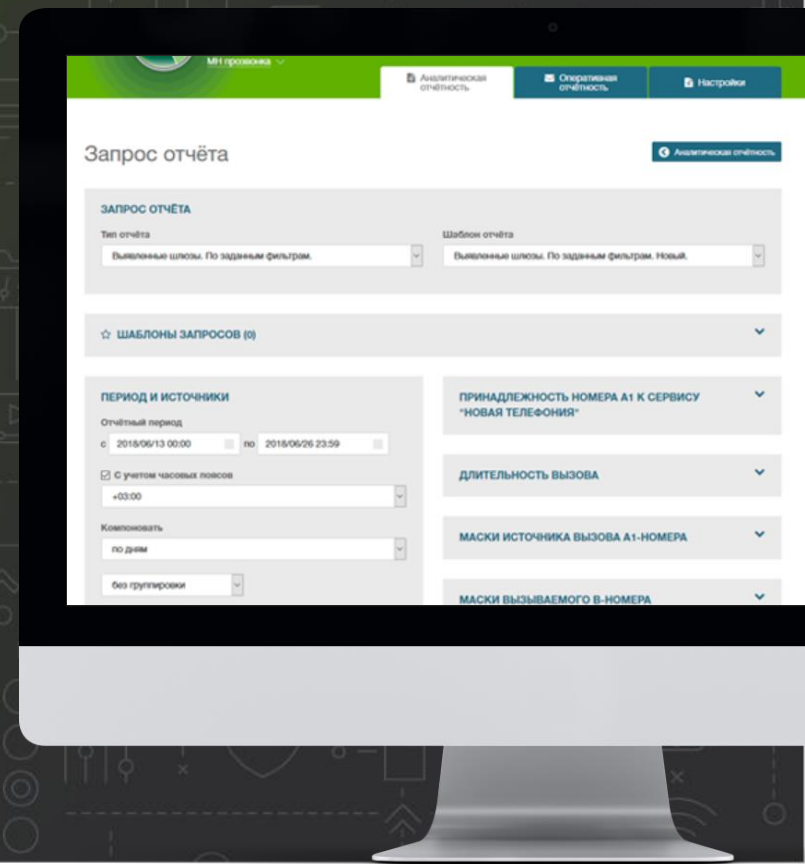 МН прозвонка
Аналитическая
отчётность
Оперативная
отчётность
Настройки
Запрос отчёта
Аналитическая отчётность
ЗАПРОС ОТЧЁТА
Тип отчёта
Шаблон отчёта
Выявленные шлюзы. По заданным фильтрам.
Выявленные шлюзы. По заданным фильтрам. Новый.
ШАБЛОНЫ ЗАПРОСОВ (0)
ПЕРИОД И ИСТОЧНИКИ
Отчётный период
с 2018/06/13 00:00 по 2018/06/26 23:59
С учетом часовых поясов
+03:00
Компоновать
по дням
без группировки
ПРИНАДЛЕЖНОСТЬ НОМЕРА А1 К СЕРВИСУ
"НОВАЯ ТЕЛЕФОНИЯ"
ДЛИТЕЛЬНОСТЬ ВЫЗОВА
МАСКИ ИСТОЧНИКА ВЫЗОВА А1-НОМЕРА
МАСКИ ВЫЗЫВАЕМОГО В-НОМЕРА